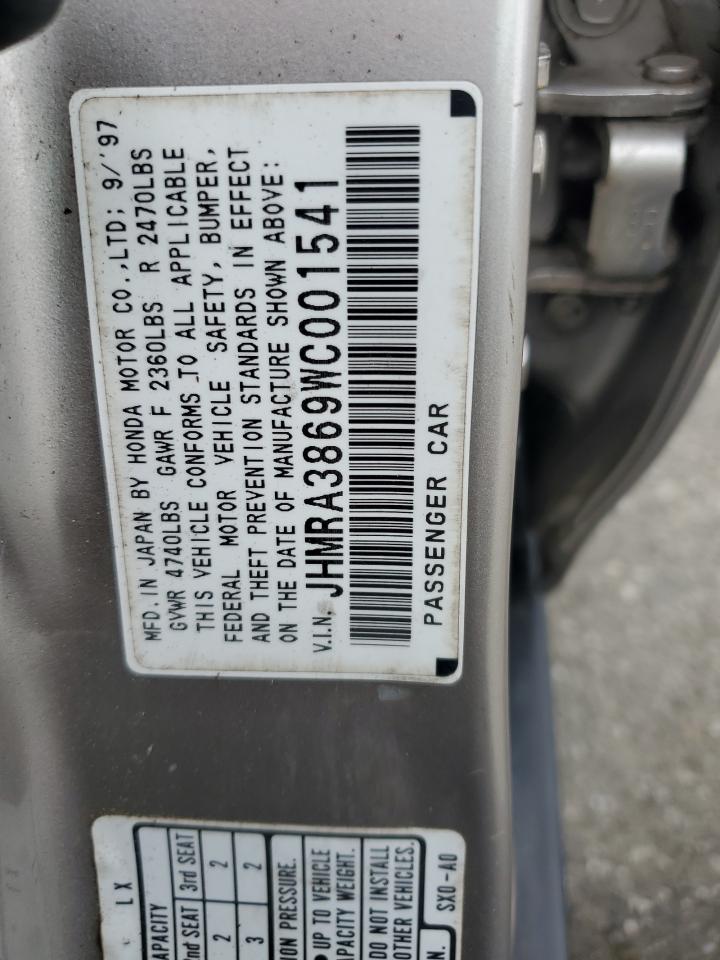 MFD. IN JAPAN BY HONDA MOTOR CO.,LTD; 9/'97
GVWR 4740LBS GAWR F 2360LBS R 2470LBS
THIS VEHICLE CONFORMS TO ALL APPLICABLE
FEDERAL MOTOR VEHICLE SAFETY, BUMPER,
AND THEFT PREVENTION STANDARDS IN EFFECT
ON THE DATE OF MANUFACTURE SHOWN ABOVE:
V.I.N. JHMRA3869WC001541
PASSENGER CAR
LX
CAPACITY
2nd SEAT 3rd SEAT
2 2
3 2
PRESSURE.
UP TO VEHICLE
CAPACITY WEIGHT.
DO NOT INSTALL
OTHER VEHICLES.
SX0-A0